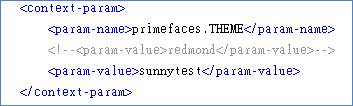 <context-param>
<param-name>primefaces.THEME</param-name>
<!--<param-value>redmond</param-value>-->
<param-value>sunnytest</param-value>
</context-param>